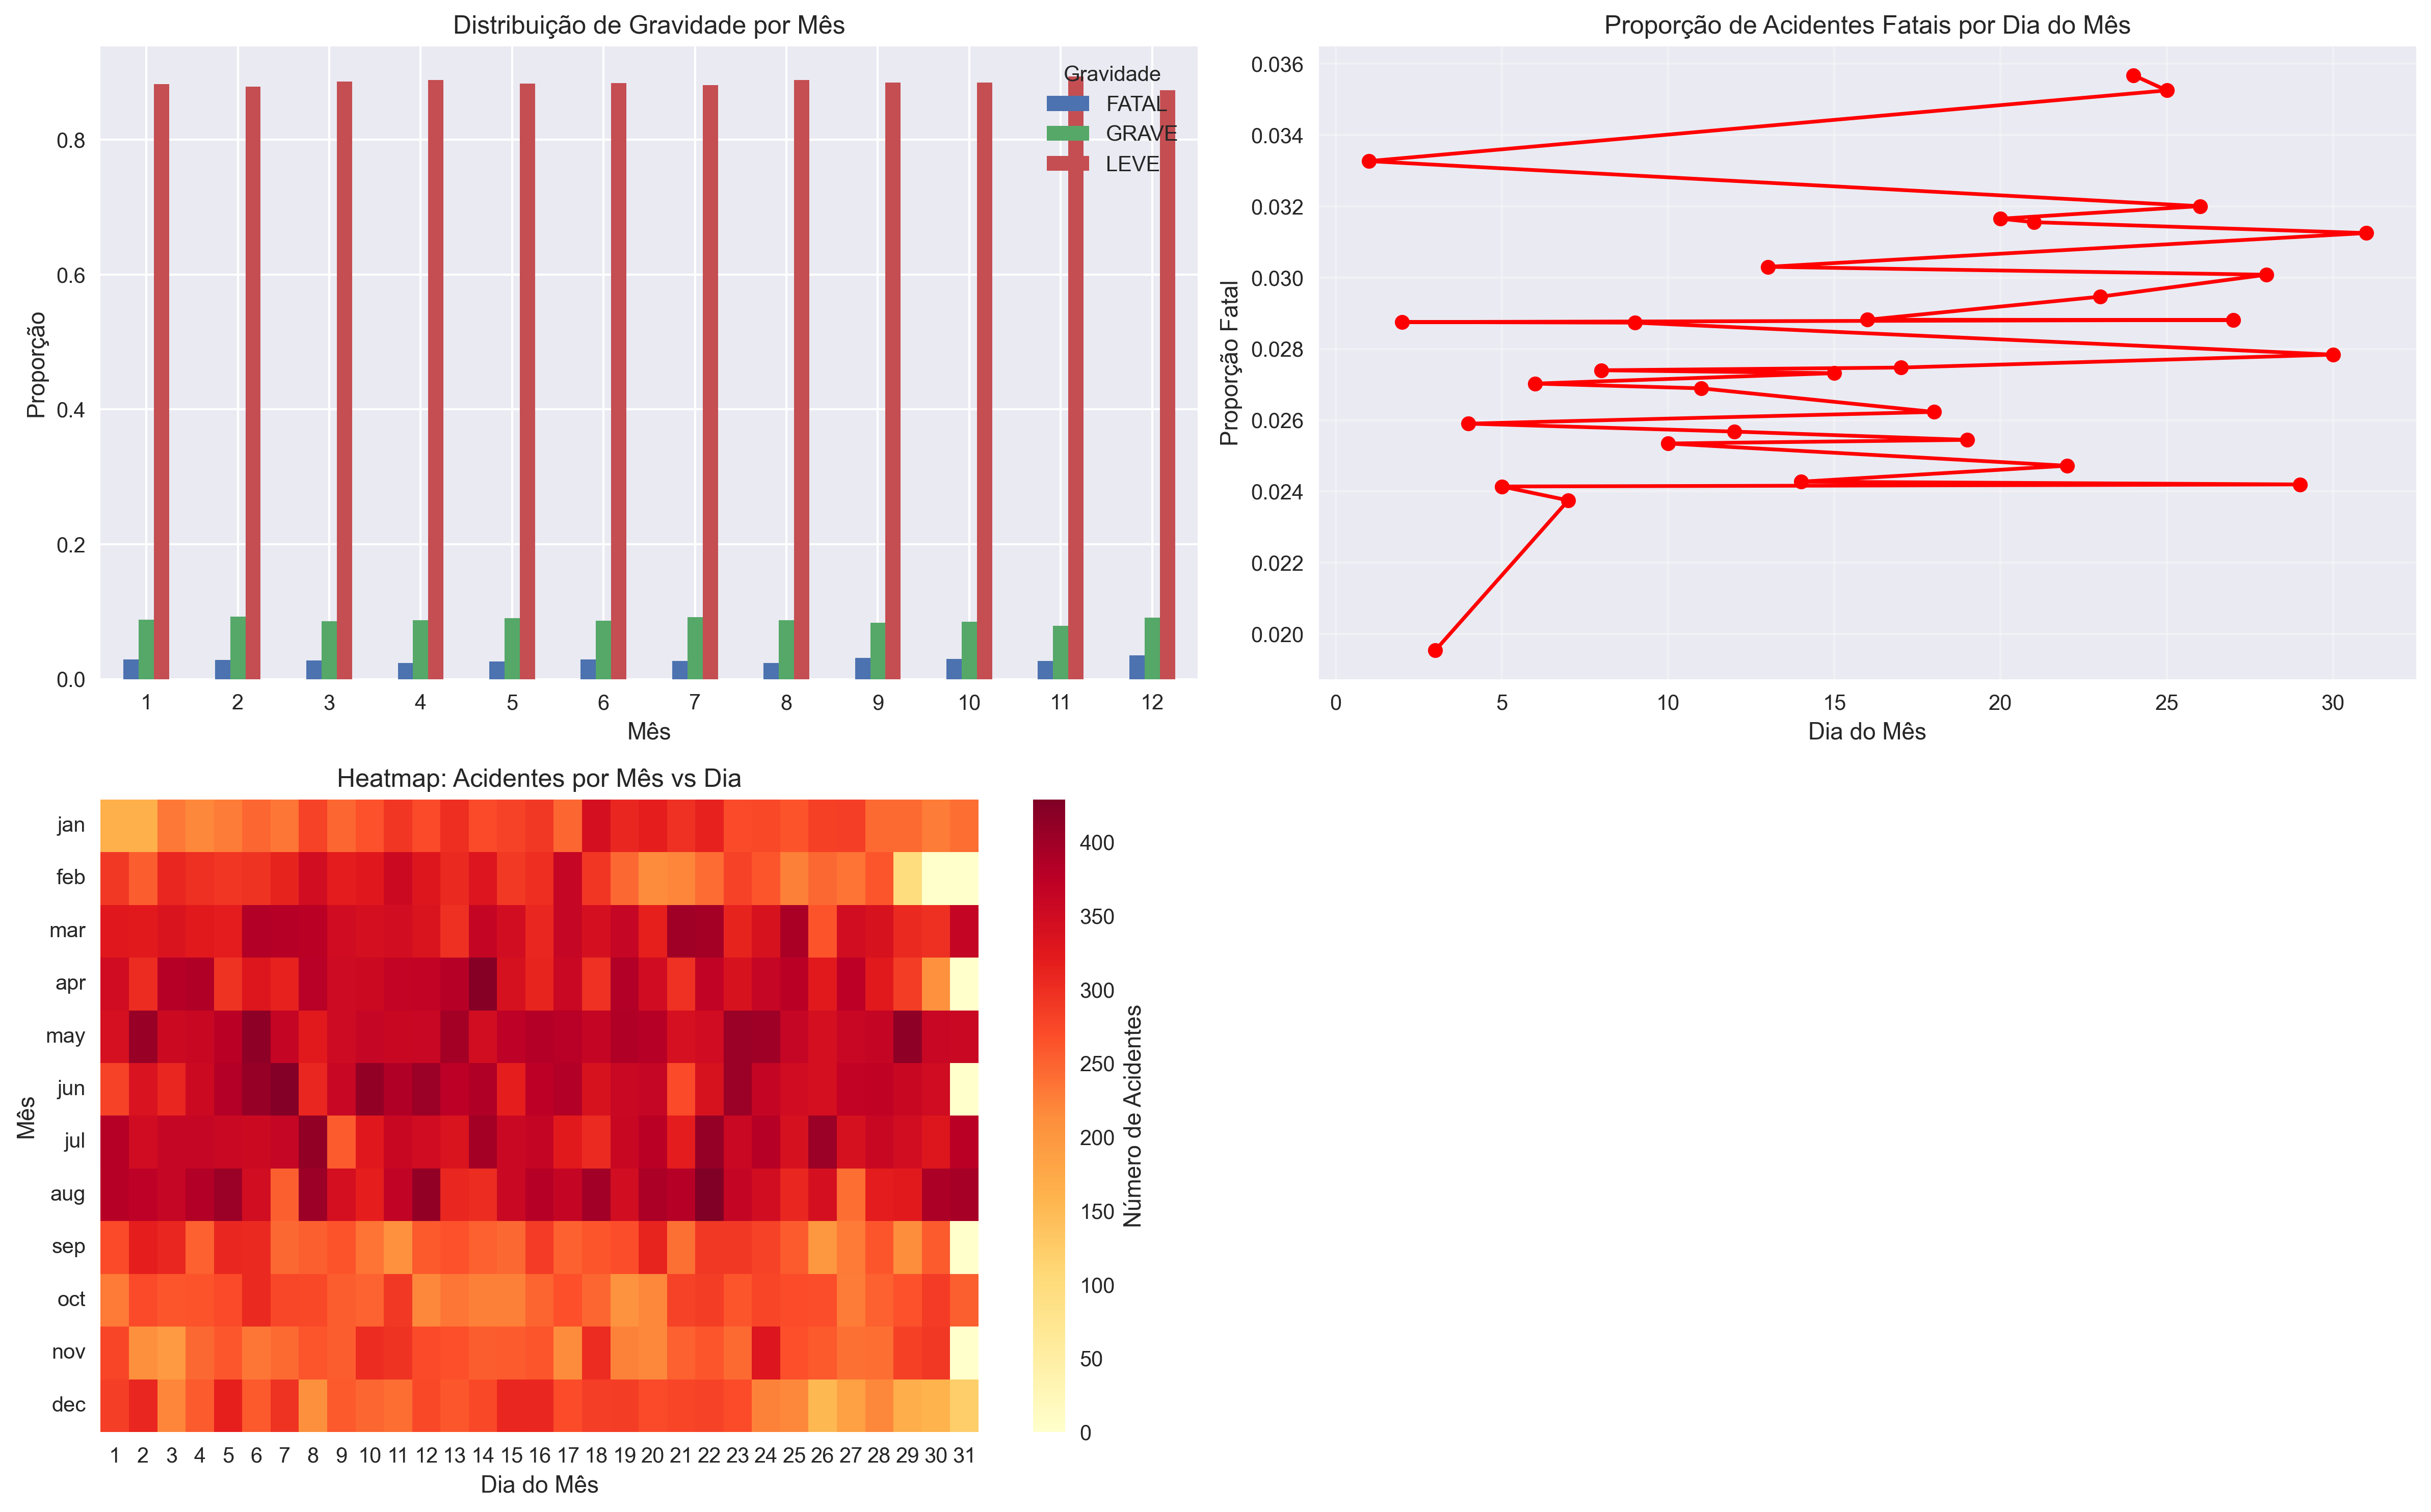 Distribuição de Gravidade por Mês
Gravidade
FATAL
GRAVE
LEVE
Proporção
0.8
0.6
0.4
0.2
0.0
1 2 3 4 5 6 7 8 9 10 11 12
Mês
Proporção de Acidentes Fatais por Dia do Mês
Proporção Fatal
0.036
0.034
0.032
0.030
0.028
0.026
0.024
0.022
0.020
0 5 10 15 20 25 30
Dia do Mês
Heatmap: Acidentes por Mês vs Dia
Mês
jan
feb
mar
apr
may
jun
jul
aug
sep
oct
nov
dec
1 2 3 4 5 6 7 8 9 10 11 12 13 14 15 16 17 18 19 20 21 22 23 24 25 26 27 28 29 30 31
Dia do Mês
400
350
300
250
200
150
100
50
0
Número de Acidentes